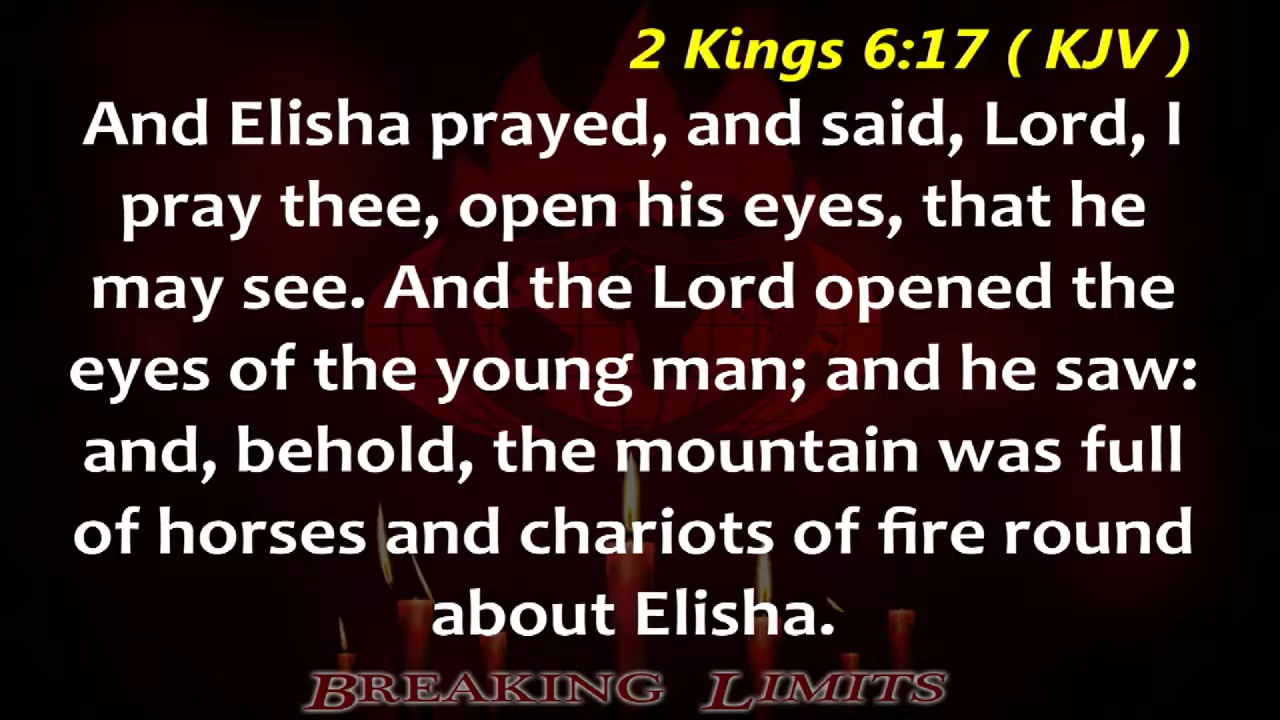 2 Kings 6:17 ( KJV )
And Elisha prayed, and said, Lord, I
pray thee, open his eyes, that he
may see. And the Lord opened the
eyes of the young man; and he saw:
and, behold, the mountain was full
of horses and chariots of fire round
about Elisha.
BREAKING LIMITS